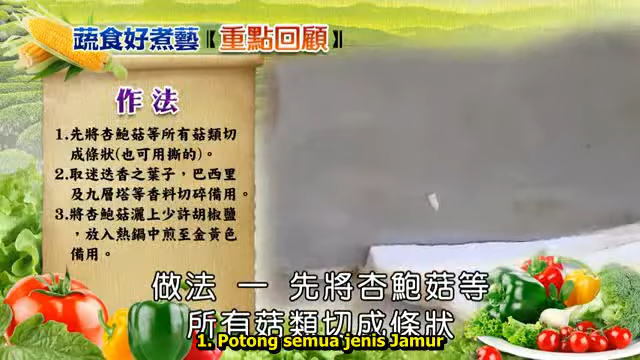 蔬食好煮藝《重點回顧》
作法
1.先將杏鮑菇等所有菇類切
成條狀(也可用撕的)。
2.取迷迭香之葉子，巴西里
及九層塔等香料切碎備用。
3.將杏鮑菇灑上少許胡椒鹽
，放入熱鍋中煎至金黃色
備用。
做法 一 先將杏鮑菇等
所有菇類切成條狀
1. Potong semua jenis Jamur